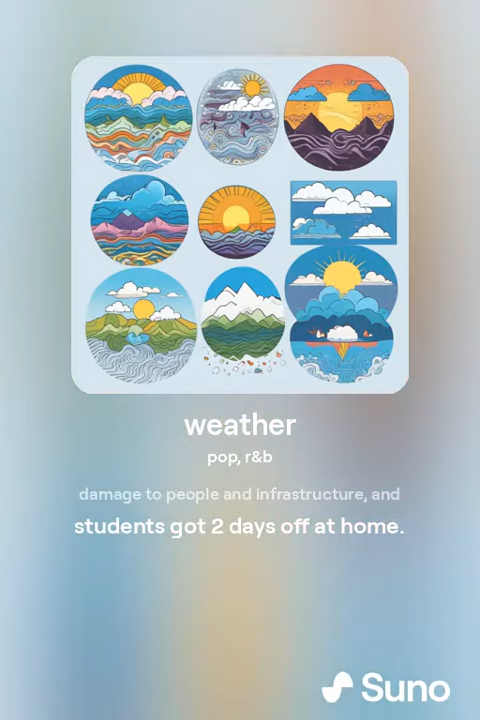 weather
pop, r&b
damage to people and infrastructure, and
students got 2 days off at home.
Suno